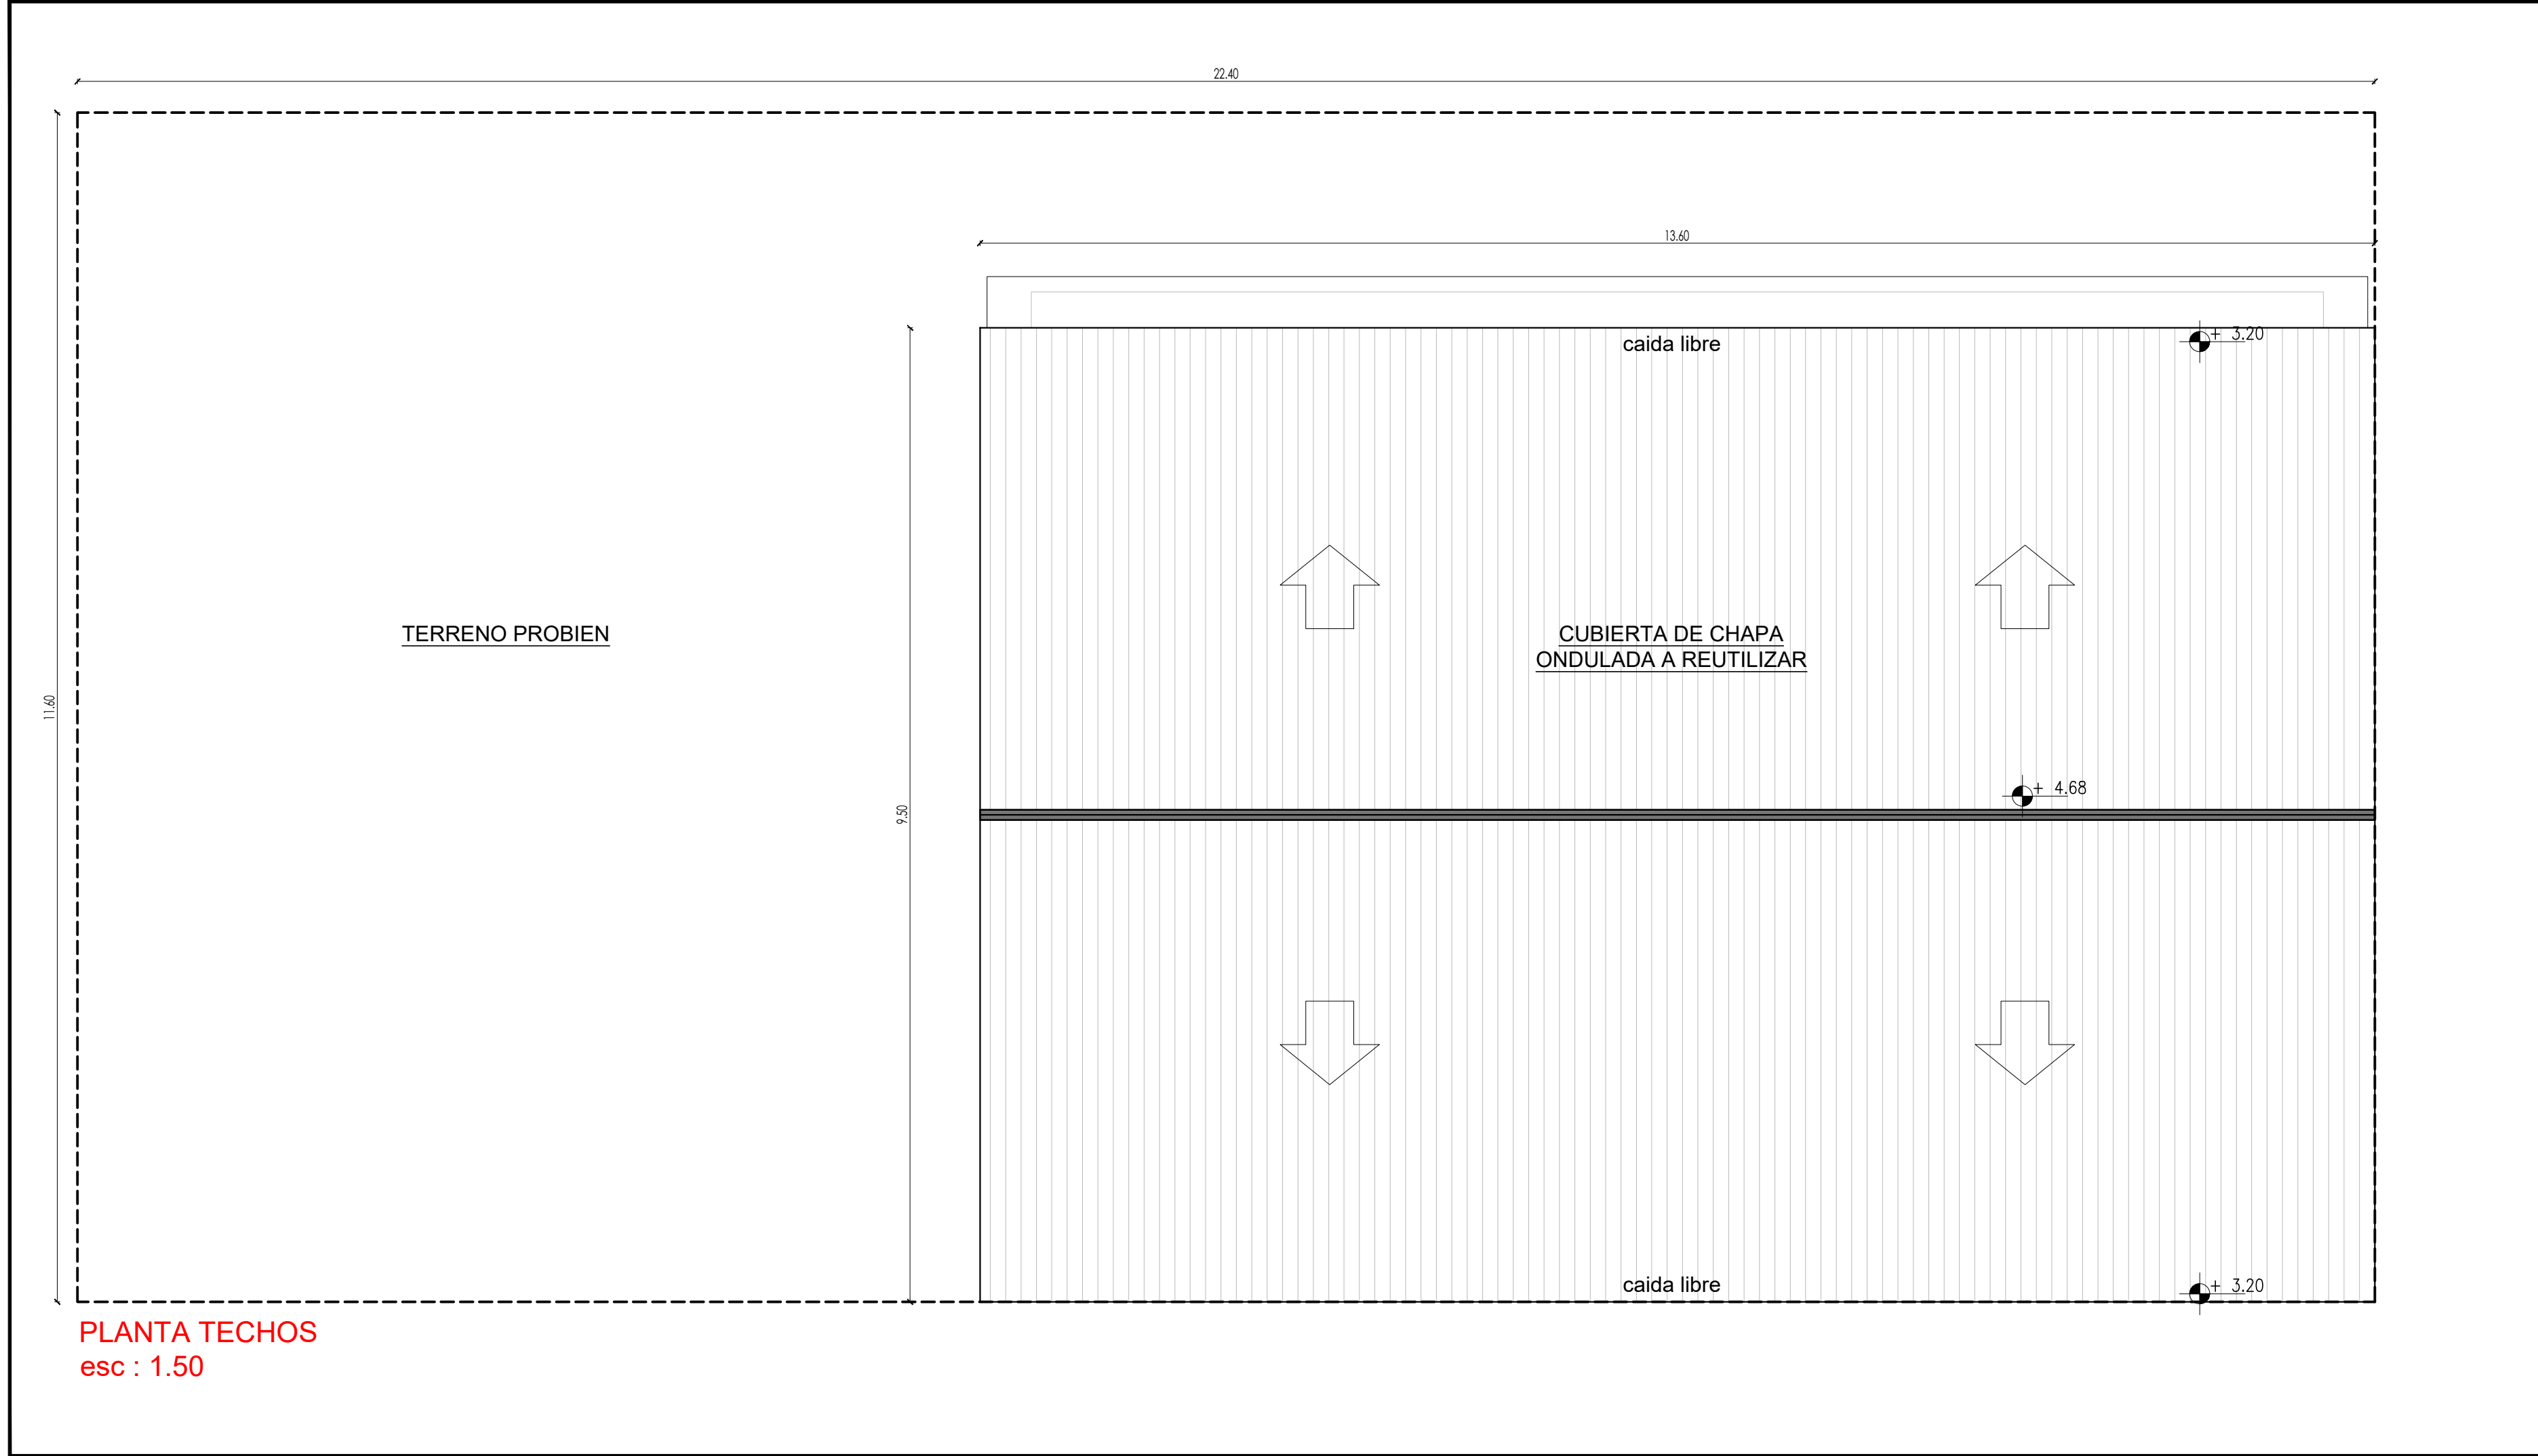 22.40
13.60
caida libre
+ 3.20
TERRENO PROBIEN
CUBIERTA DE CHAPA
ONDULADA A REUTILIZAR
11.60
9.50
+ 4.68
caida libre
+ 3.20
PLANTA TECHOS
esc : 1.50